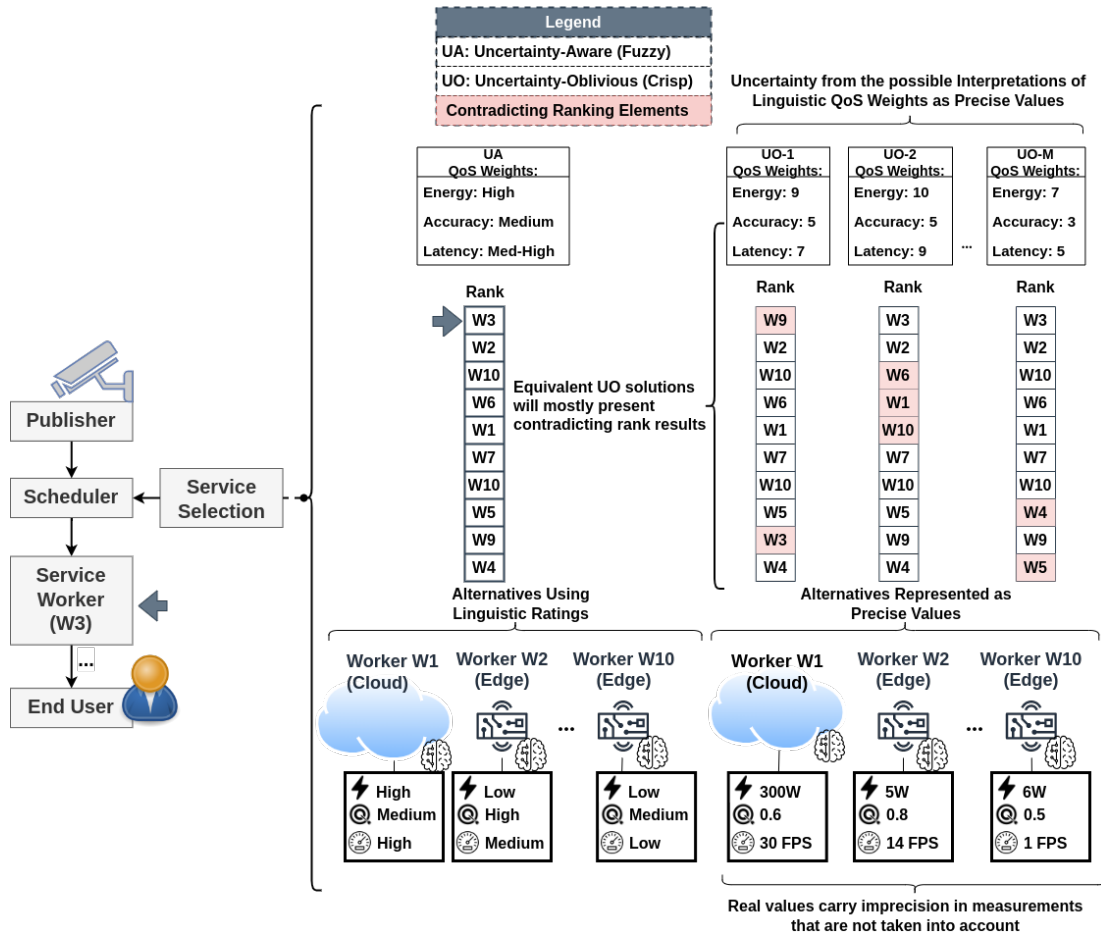 Legend
UA: Uncertainty-Aware (Fuzzy)
UO: Uncertainty-Oblivious (Crisp)
Contradicting Ranking Elements
Uncertainty from the possible Interpretations of
Linguistic QoS Weights as Precise Values
UA
QoS Weights:
Energy: High
Accuracy: Medium
Latency: Med-High
UO-1
QoS Weights:
Energy: 9
Accuracy: 5
Latency: 7
UO-2
QoS Weights:
Energy: 10
Accuracy: 5
Latency: 9
...
UO-M
QoS Weights:
Energy: 7
Accuracy: 3
Latency: 5
Rank
W3
W2
W10
W6
W1
W7
W10
W5
W9
W4
Equivalent UO solutions
will mostly present
contradicting rank results
Rank
W9
W2
W10
W6
W1
W7
W10
W5
W3
W4
Rank
W3
W2
W6
W1
W10
W7
W10
W5
W9
W4
Rank
W3
W2
W10
W6
W1
W7
W10
W4
W9
W5
Publisher
Scheduler
Service
Selection
Service
Worker
(W3)
...
End User
Alternatives Using
Linguistic Ratings
Alternatives Represented as
Precise Values
Worker W1
(Cloud)
Worker W2
(Edge)
...
Worker W10
(Edge)
High
Medium
High
Low
High
Medium
Low
Medium
Low
Worker W1
(Cloud)
Worker W2
(Edge)
...
Worker W10
(Edge)
300W
0.6
30 FPS
5W
0.8
14 FPS
6W
0.5
1 FPS
Real values carry imprecision in measurements
that are not taken into account